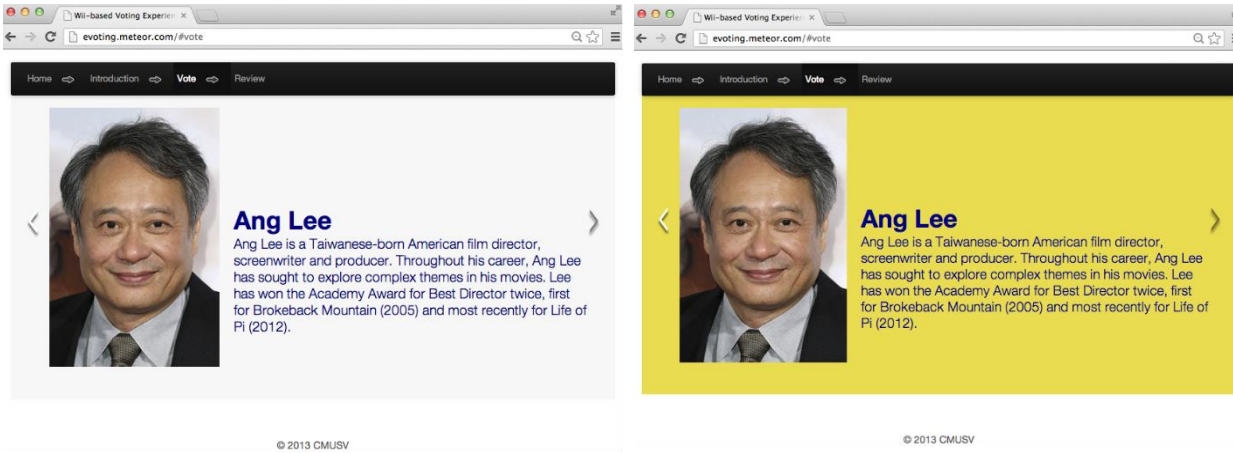 Wii-based Voting Experien
evoting.meteor.com/#vote
Home Introduction Vote Review
Ang Lee
Ang Lee is a Taiwanese-born American film director,
screenwriter and producer. Throughout his career, Ang Lee
has sought to explore complex themes in his movies. Lee
has won the Academy Award for Best Director twice, first
for Brokeback Mountain (2005) and most recently for Life of
Pi (2012).
© 2013 CMUSV
Wii-based Voting Experien
evoting.meteor.com/#vote
Home Introduction Vote Review
Ang Lee
Ang Lee is a Taiwanese-born American film director,
screenwriter and producer. Throughout his career, Ang Lee
has sought to explore complex themes in his movies. Lee
has won the Academy Award for Best Director twice, first
for Brokeback Mountain (2005) and most recently for Life of
Pi (2012).
© 2013 CMUSV